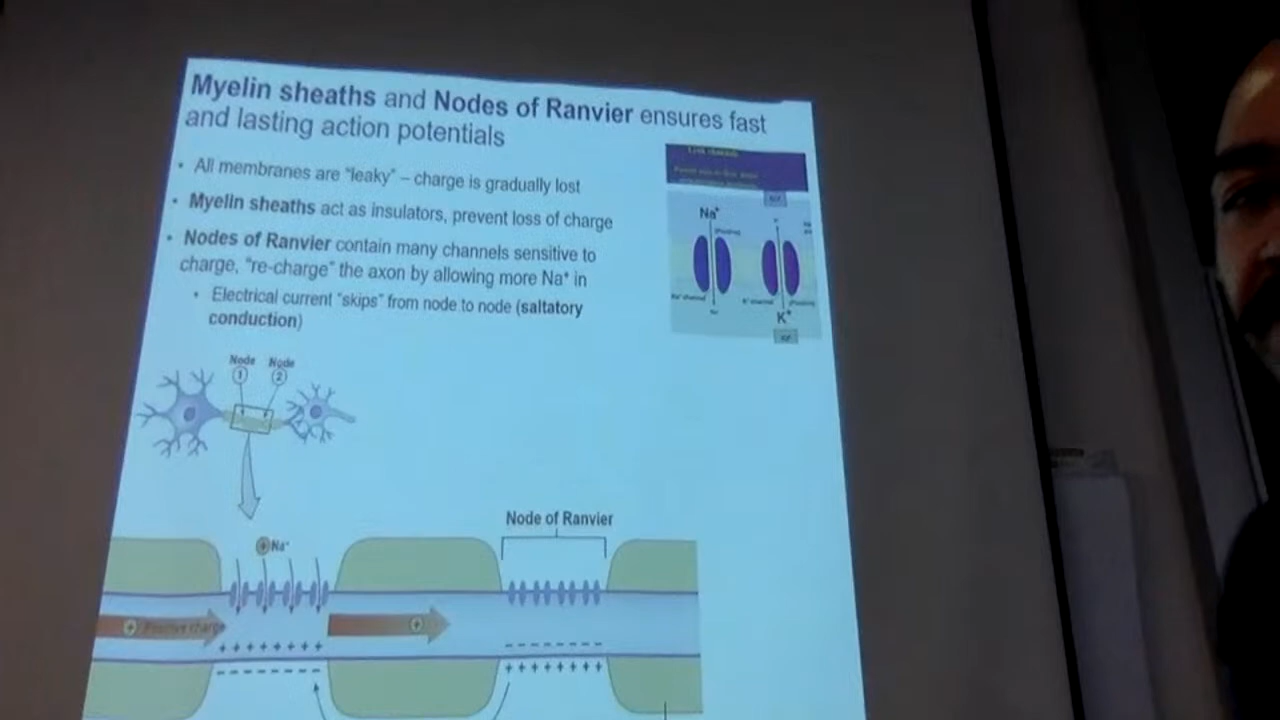 Myelin sheaths and Nodes of Ranvier ensures fast
and lasting action potentials
• All membranes are "leaky" – charge is gradually lost
• Myelin sheaths act as insulators, prevent loss of charge
• Nodes of Ranvier contain many channels sensitive to
charge, "re-charge" the axon by allowing more Na⁺ in
• Electrical current "skips" from node to node (saltatory
conduction)
Na⁺
K⁺
Node Node
1 2
Node of Ranvier
+ Na⁺
+ Positive charge
+
+ + + + + + + +
– – – – – – – –
– – – – – – – –
+ + + + + + + +